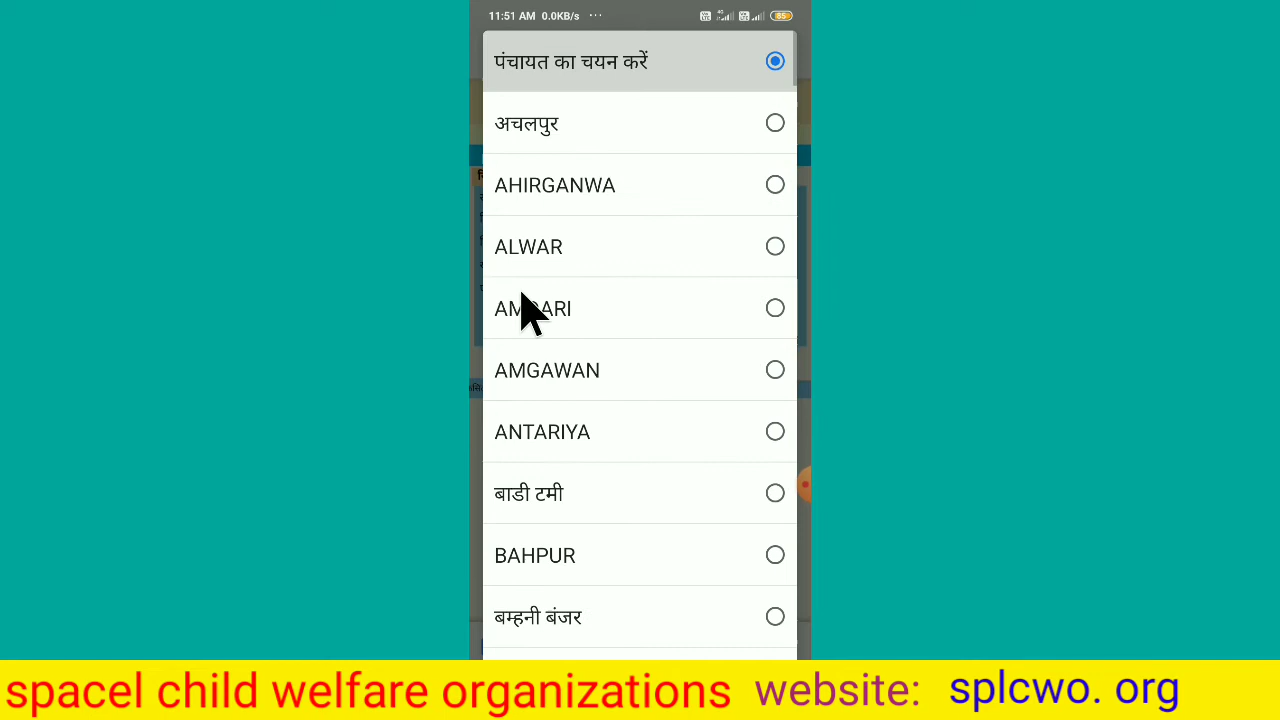 11:51 AM 0.0KB/s ... 85
पंचायत का चयन करें
अचलपुर
AHIRGANWA
ALWAR
AMGAWAN
ANTARIYA
बाडी टमी
BAHPUR
बम्हनी बंजर
spacel child welfare organizations website: splcwo. org